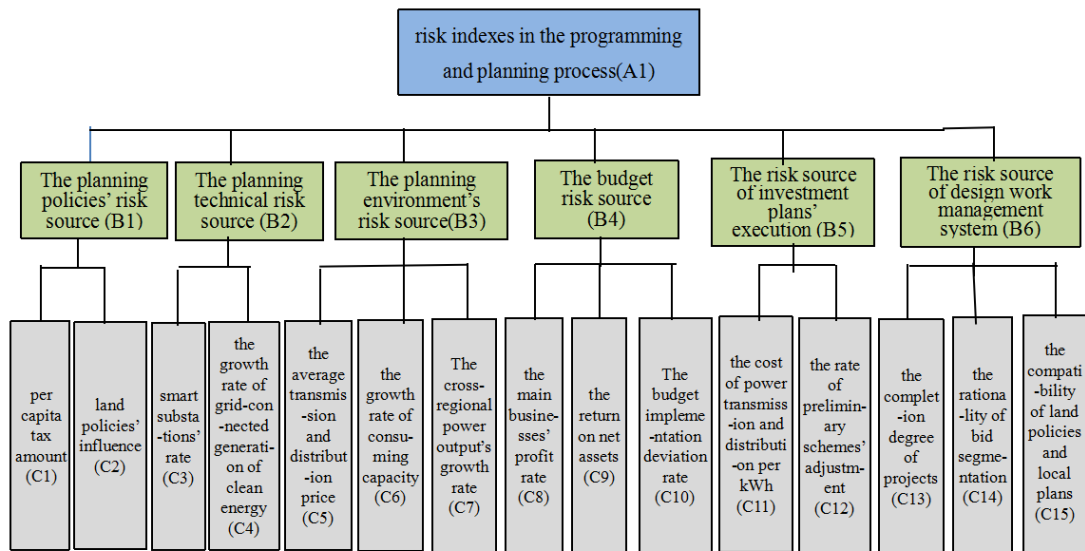 risk indexes in the programming
and planning process(A1)
The planning
policies' risk
source (B1)
The planning
technical risk
source (B2)
The planning
environment's
risk source(B3)
The budget
risk source
(B4)
The risk source
of investment
plans'
execution (B5)
The risk source
of design work
management
system (B6)
per
capita
tax
amount
(C1)
land
policies'
influence
(C2)
smart
substa-
tions'
rate
(C3)
the
growth
rate of
grid-con
-nected
generati-
on of
clean
energy
(C4)
the
average
transmis-
-sion
and
distribut-
-ion
price
(C5)
the
growth
rate of
consu-
ming
capacity
(C6)
The
cross-
regional
power
output's
growth
rate
(C7)
the
main
busine-
sses'
profit
rate
(C8)
the
return
on net
assets
(C9)
The
budget
impleme
-ntation
deviation
rate
(C10)
the cost
of power
transmiss
-ion and
distributi
-on per
kWh
(C11)
the
rate of
prelimin-
ary
schemes'
adjustm-
ent
(C12)
the
complet-
-ion
degree
of
projects
(C13)
the
rationa-
-lity of
bid
segme-
ntation
(C14)
the
compati-
-bility
of land
policies
and
local
plans
(C15)